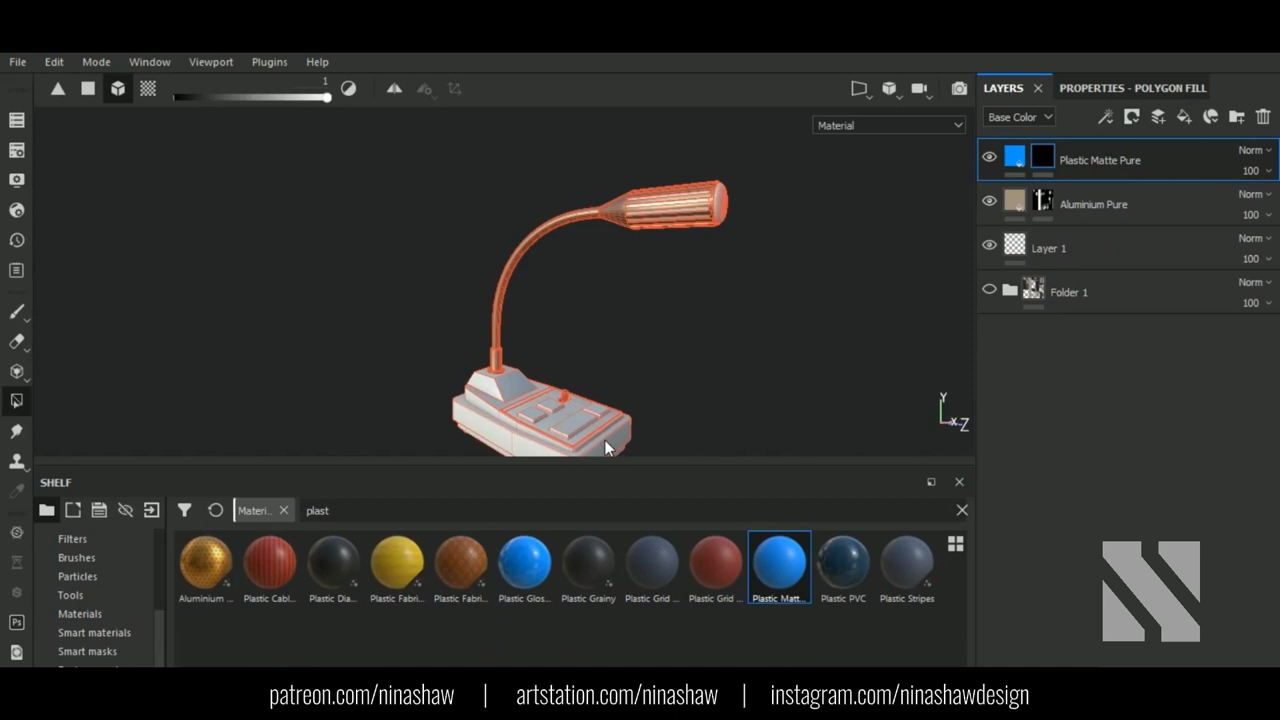 File Edit Mode Window Viewport Plugins Help
1
Material
LAYERS
PROPERTIES - POLYGON FILL
Base Color
Plastic Matte Pure
Norm
100
Aluminium Pure
Norm
100
Layer 1
Norm
100
Folder 1
Norm
100
Y
X
Z
SHELF
Materi...
plast
Filters
Brushes
Particles
Tools
Materials
Smart materials
Smart masks
Aluminium ...
Plastic Cabl...
Plastic Dia...
Plastic Fabri...
Plastic Fabri...
Plastic Glos...
Plastic Grainy
Plastic Grid ...
Plastic Grid ...
Plastic Matt...
Plastic PVC
Plastic Stripes
Ps
patreon.com/ninashaw | artstation.com/ninashaw | instagram.com/ninashawdesign